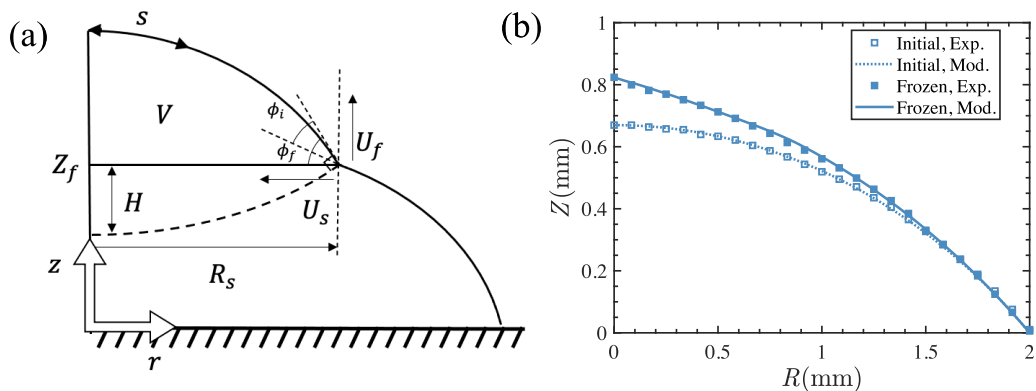 (a)
s
V
ϕ_i
ϕ_f
U_f
Z_f
H
U_s
R_s
z
r
(b)
Initial, Exp.
Initial, Mod.
Frozen, Exp.
Frozen, Mod.
Z(mm)
1
0.8
0.6
0.4
0.2
0
0 0.5 1 1.5 2
R(mm)